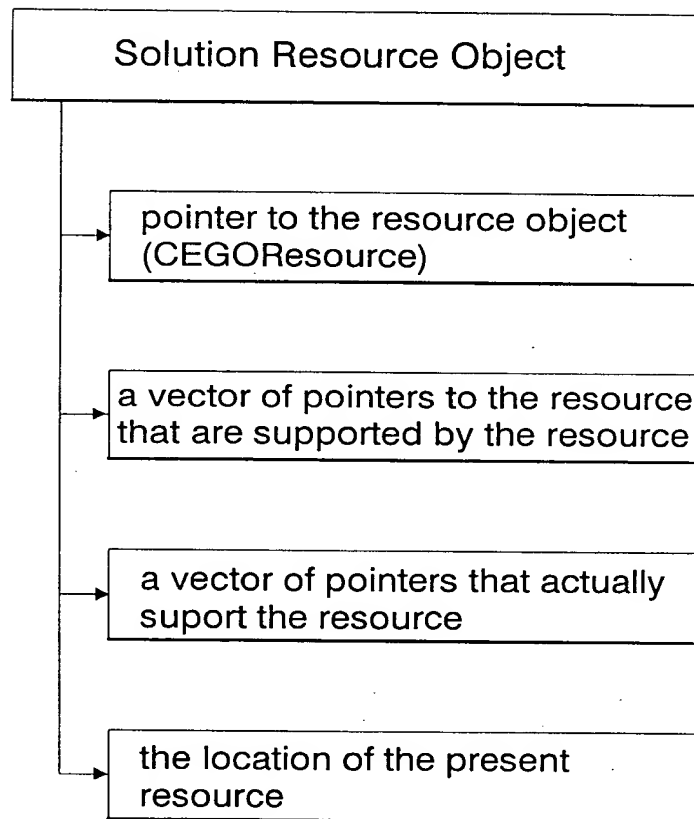 Solution Resource Object
pointer to the resource object
(CEGOResource)
a vector of pointers to the resource
that are supported by the resource
a vector of pointers that actually
suport the resource
the location of the present
resource